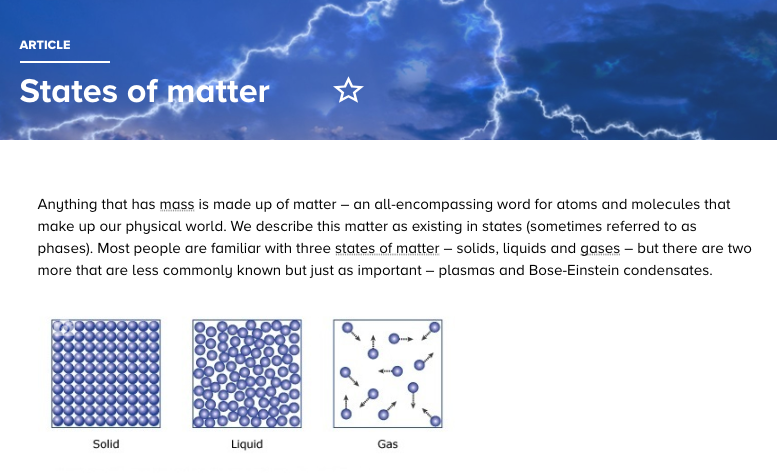 ARTICLE
States of matter
Anything that has mass is made up of matter – an all-encompassing word for atoms and molecules that
make up our physical world. We describe this matter as existing in states (sometimes referred to as
phases). Most people are familiar with three states of matter – solids, liquids and gases – but there are two
more that are less commonly known but just as important – plasmas and Bose-Einstein condensates.
Solid Liquid Gas